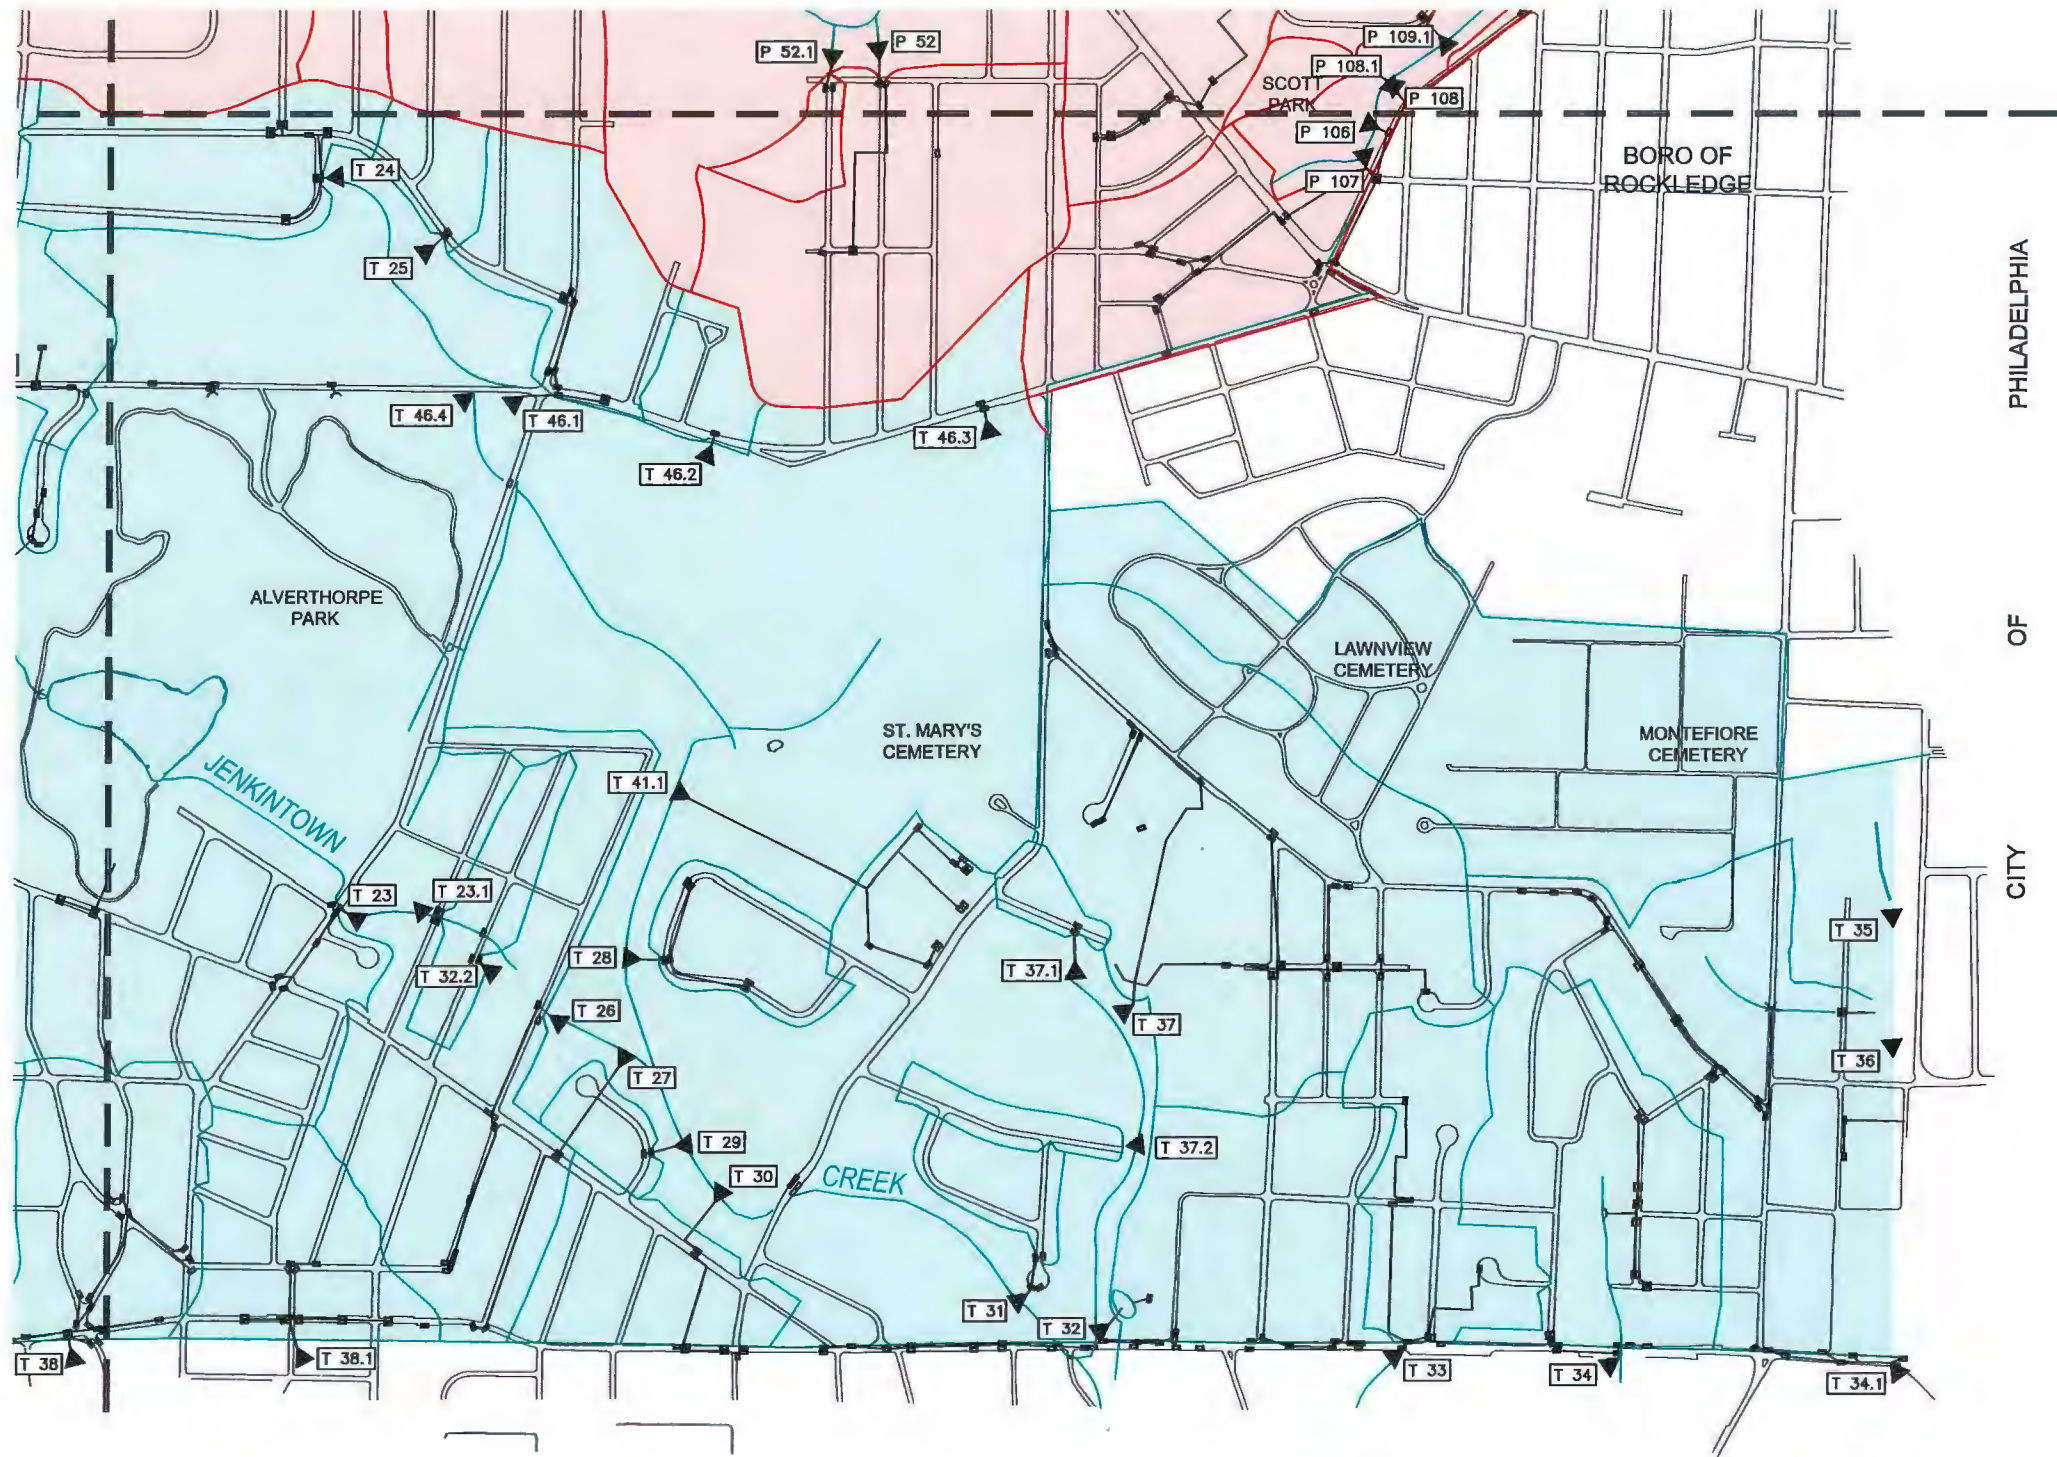 P 52.1
P 52
P 109.1
P 108.1
SCOTT
PARK
P 108
P 106
P 107
BORO OF
ROCKLEDGE
T 24
T 25
T 46.4
T 46.1
T 46.2
T 46.3
ALVERTHORPE
PARK
LAWNVIEW
CEMETERY
ST. MARY'S
CEMETERY
MONTEFIORE
CEMETERY
JENKINTOWN
T 41.1
T 23
T 23.1
T 32.2
T 28
T 26
T 27
T 29
T 30
T 37.1
T 37
T 35
T 36
T 37.2
CREEK
T 31
T 32
T 38
T 38.1
T 33
T 34
T 34.1
CITY OF PHILADELPHIA